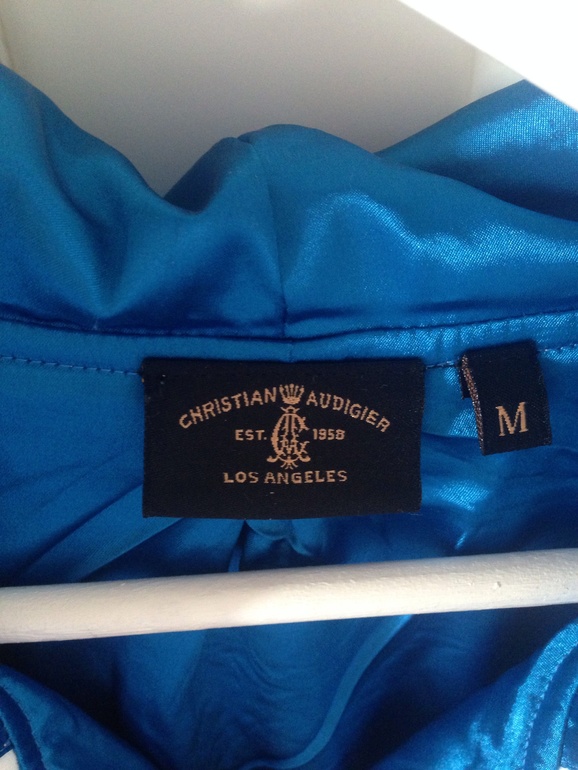 CHRISTIAN AUDIGIER
EST. 1958
LOS ANGELES
M